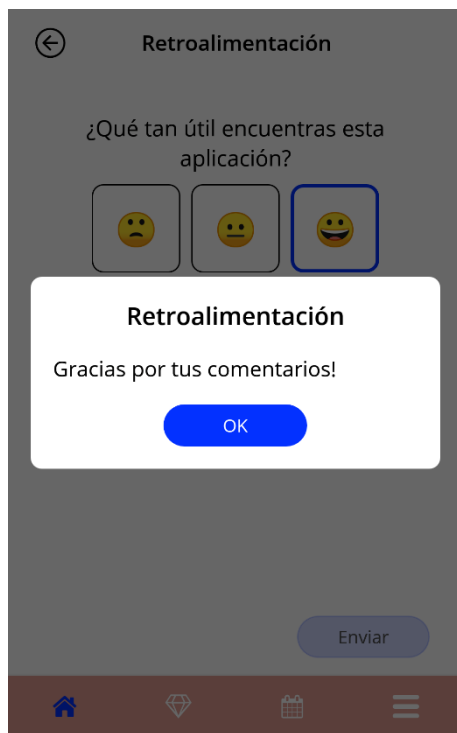 Retroalimentación
¿Qué tan útil encuentras esta
aplicación?
Retroalimentación
Gracias por tus comentarios!
OK
Enviar